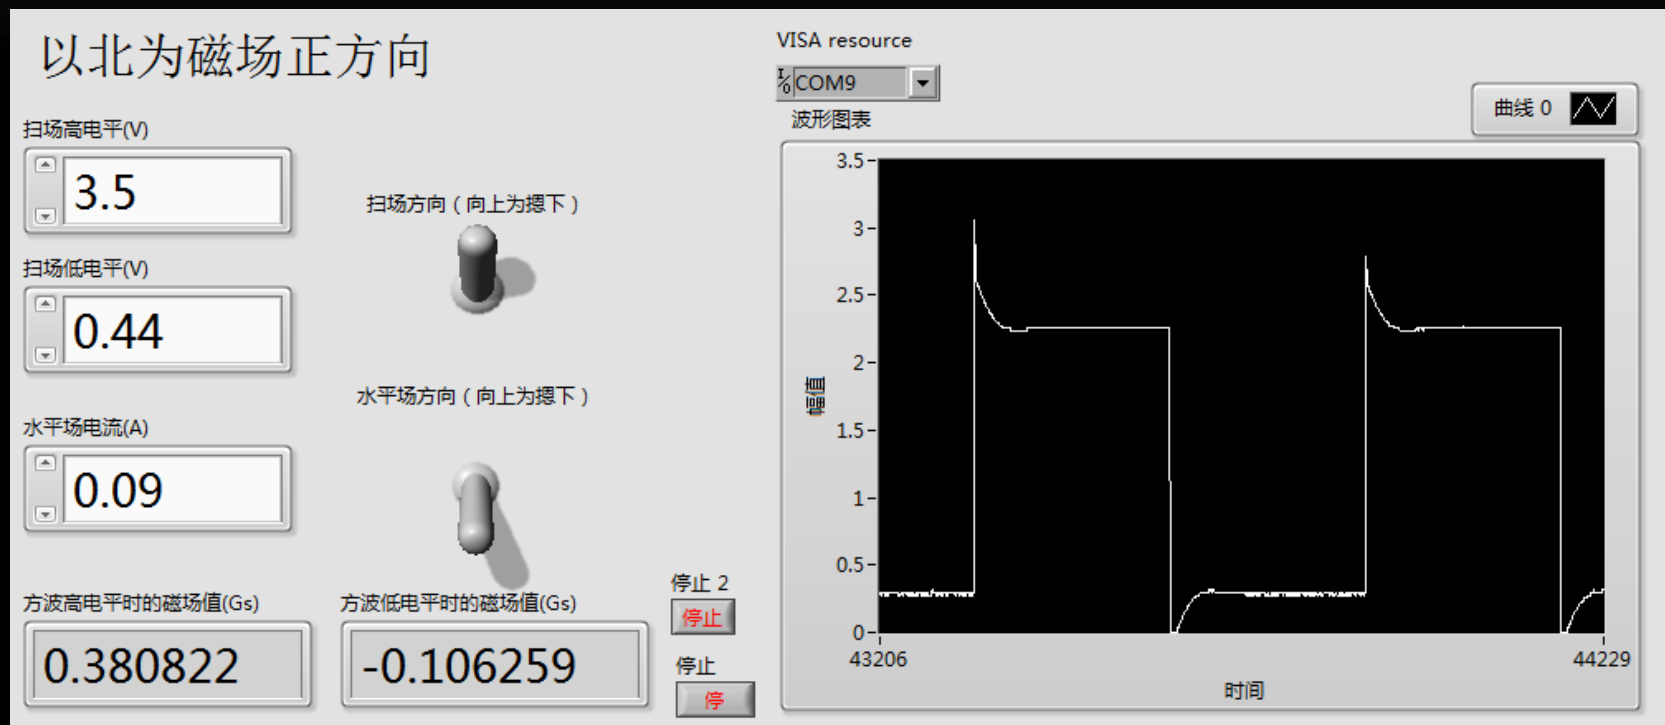 以北为磁场正方向
扫场高电平(V)
3.5
扫场低电平(V)
0.44
水平场电流(A)
0.09
扫场方向（向上为摁下）
水平场方向（向上为摁下）
方波高电平时的磁场值(Gs)
0.380822
方波低电平时的磁场值(Gs)
-0.106259
停止 2
停止
停止
停
VISA resource
I/O COM9
波形图表
曲线 0
3.5
3
2.5
2
1.5
1
0.5
0
幅值
43206
44229
时间